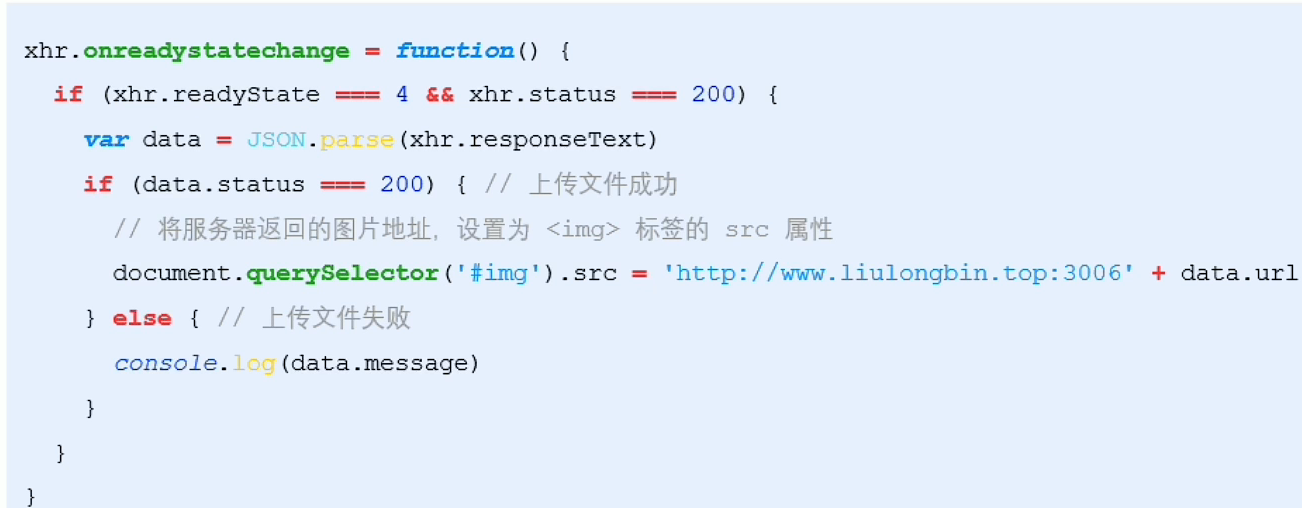 xhr.onreadystatechange = function() {
if (xhr.readyState === 4 && xhr.status === 200) {
var data = JSON.parse(xhr.responseText)
if (data.status === 200) { // 上传文件成功
// 将服务器返回的图片地址，设置为 <img> 标签的 src 属性
document.querySelector('#img').src = 'http://www.liulongbin.top:3006' + data.url
} else { // 上传文件失败
console.log(data.message)
}
}
}